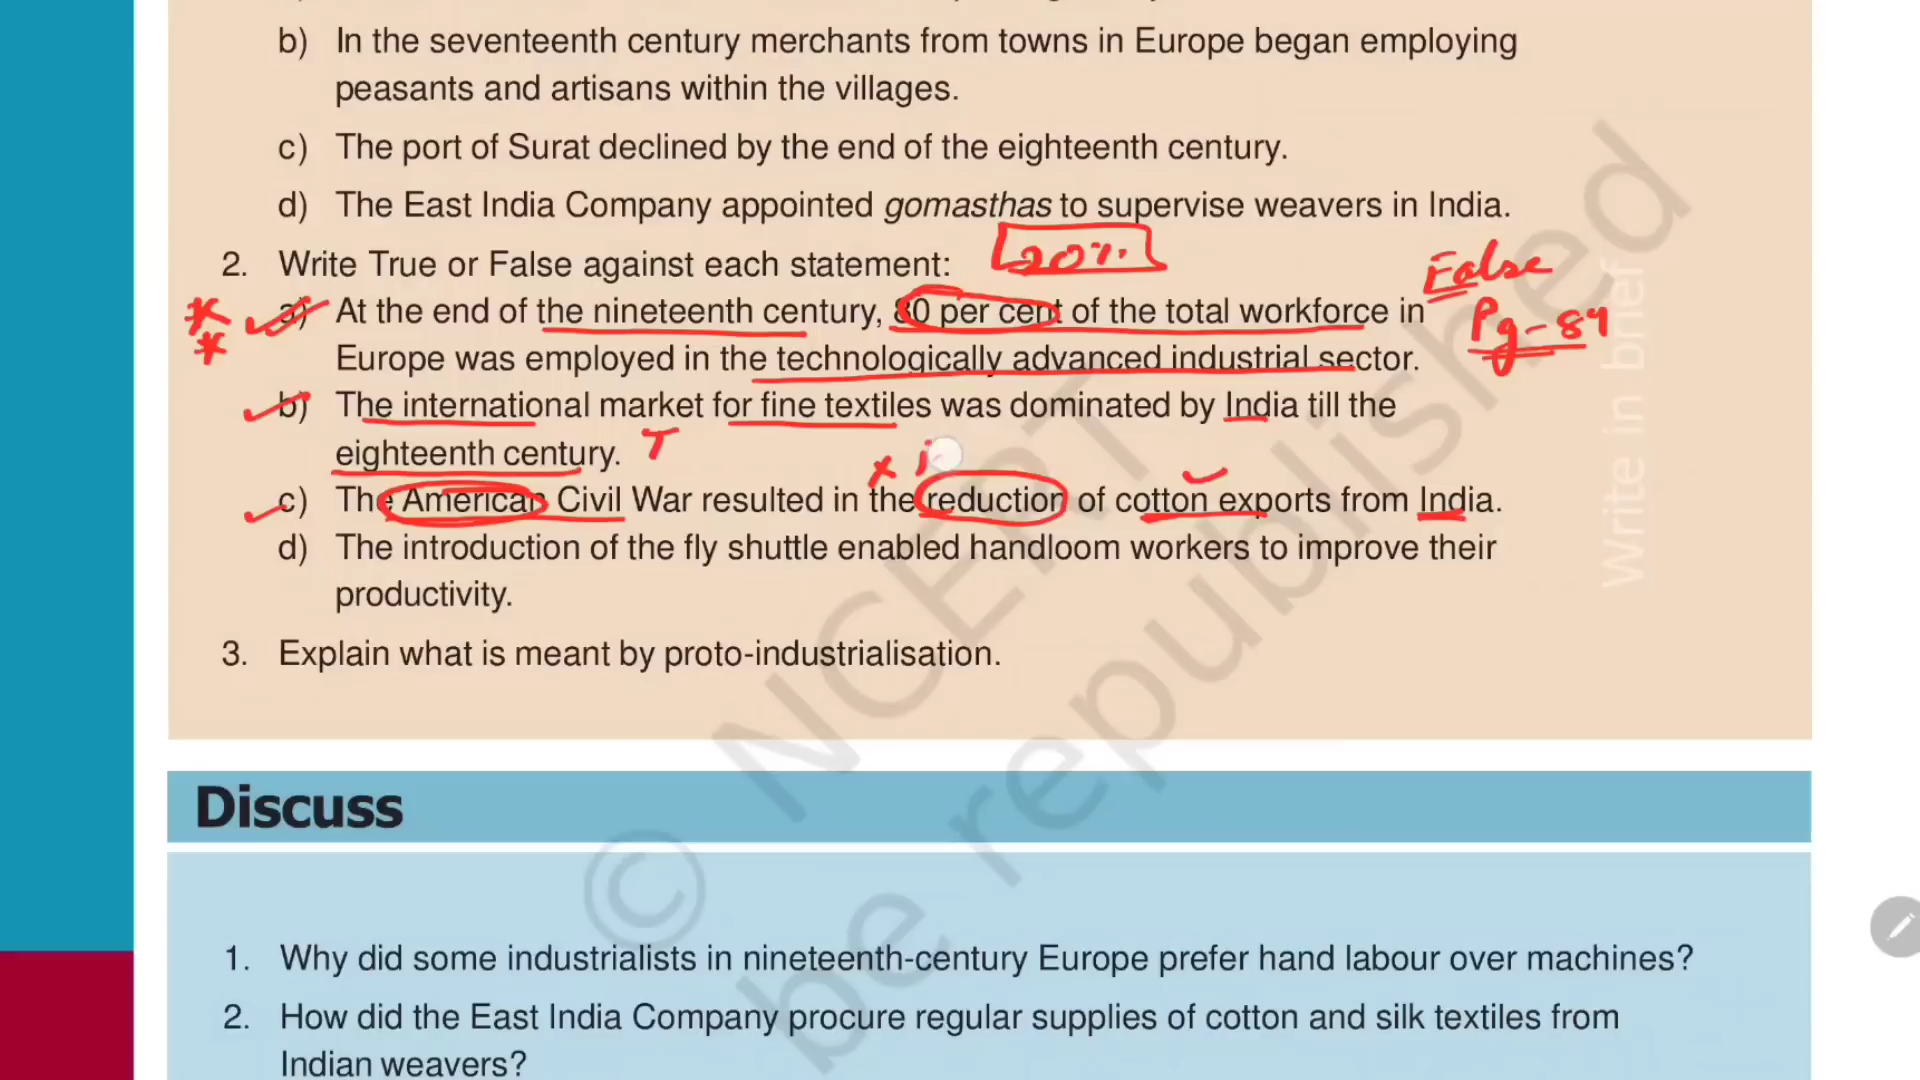 b) In the seventeenth century merchants from towns in Europe began employing
peasants and artisans within the villages.
c) The port of Surat declined by the end of the eighteenth century.
d) The East India Company appointed gomasthas to supervise weavers in India.
20%.
2. Write True or False against each statement:
False
a) At the end of the nineteenth century, 80 per cent of the total workforce in
Pg-84
Europe was employed in the technologically advanced industrial sector.
b) The international market for fine textiles was dominated by India till the
eighteenth century. T
c) The American Civil War resulted in the reduction of cotton exports from India.
d) The introduction of the fly shuttle enabled handloom workers to improve their
productivity.
Write in brief
3. Explain what is meant by proto-industrialisation.
© NCERT
be republished
Discuss
1. Why did some industrialists in nineteenth-century Europe prefer hand labour over machines?
2. How did the East India Company procure regular supplies of cotton and silk textiles from
Indian weavers?